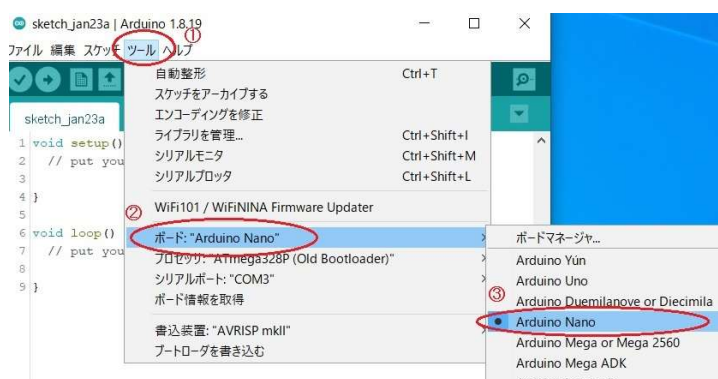 sketch_jan23a | Arduino 1.8.19
①
ファイル 編集 スケッチ ツール ヘルプ
sketch_jan23a
1 void setup()
2 // put you
3
4 }
5
6 void loop()
7 // put you
8
9 }
自動整形 Ctrl+T
スケッチをアーカイブする
エンコーディングを修正
ライブラリを管理... Ctrl+Shift+I
シリアルモニタ Ctrl+Shift+M
シリアルプロッタ Ctrl+Shift+L
WiFi101 / WiFiNINA Firmware Updater
②
ボード: "Arduino Nano"
プロセッサ: "ATmega328P (Old Bootloader)"
シリアルポート: "COM3"
ボード情報を取得
書込装置: "AVRISP mkII"
ブートローダを書き込む
ボードマネージャ...
Arduino Yún
Arduino Uno
③
Arduino Duemilanove or Diecimila
Arduino Nano
Arduino Mega or Mega 2560
Arduino Mega ADK